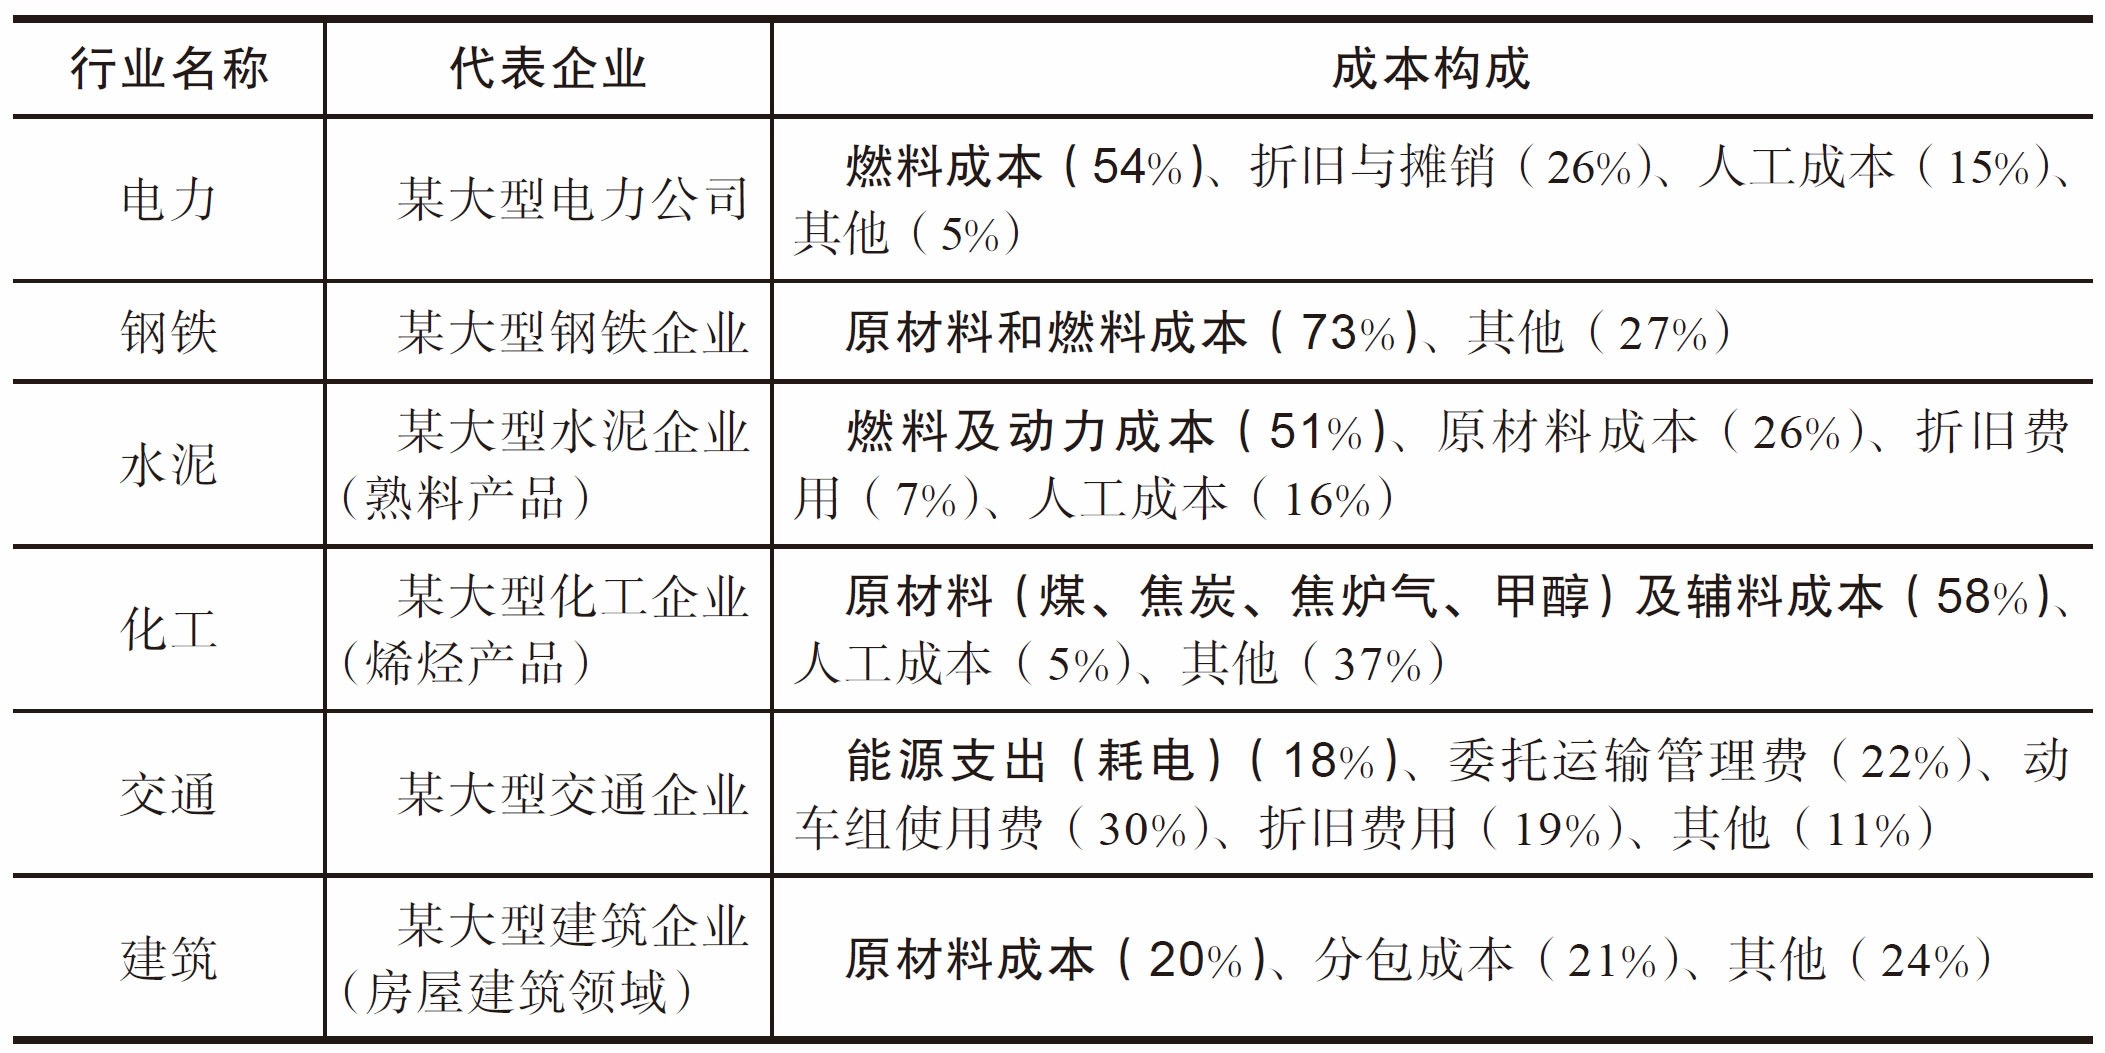 行业名称 代表企业 成本构成
电力 某大型电力公司 燃料成本（54%）、折旧与摊销（26%）、人工成本（15%）、
其他（5%）
钢铁 某大型钢铁企业 原材料和燃料成本（73%）、其他（27%）
水泥 某大型水泥企业
（熟料产品）
燃料及动力成本（51%）、原材料成本（26%）、折旧费
用（7%）、人工成本（16%）
化工 某大型化工企业
（烯烃产品）
原材料（煤、焦炭、焦炉气、甲醇）及辅料成本（58%）、
人工成本（5%）、其他（37%）
交通 某大型交通企业 能源支出（耗电）（18%）、委托运输管理费（22%）、动
车组使用费（30%）、折旧费用（19%）、其他（11%）
建筑 某大型建筑企业
（房屋建筑领域）
原材料成本（20%）、分包成本（21%）、其他（24%）